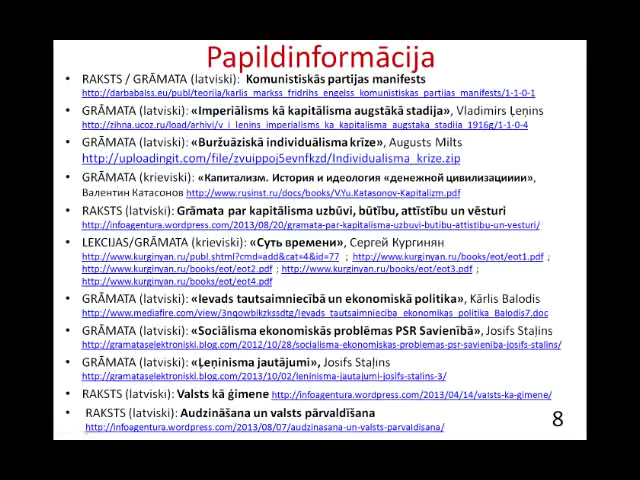 Papildinformācija
• RAKSTS / GRĀMATA (latviski): Komunistiskās partijas manifests
http://darbabalss.eu/publ/teorija/karlis_markss_fridrihs_engelss_komunistiskas_partijas_manifests/1-1-0-1
• GRĀMATA (latviski): «Imperiālisms kā kapitālisma augstākā stadija», Vladimirs Ļeņins
http://zihna.ucoz.ru/load/arhivi/v_i_lenins_imperialisms_ka_kapitalisma_augstaka_stadija_1916g/1-1-0-4
• GRĀMATA (latviski): «Buržuāziskā individuālisma krīze», Augusts Milts
http://uploadingit.com/file/zvuippoj5evnfkzd/Individualisma_krize.zip
• GRĀMATA (krieviski): «Капитализм. История и идеология «денежной цивилизациии»,
Валентин Катасонов http://www.rusinst.ru/docs/books/V.Yu.Katasonov-Kapitalizm.pdf
• RAKSTS (latviski): Grāmata par kapitālisma uzbūvi, būtību, attīstību un vēsturi
http://infoagentura.wordpress.com/2013/08/20/gramata-par-kapitalisma-uzbuvi-butibu-attistibu-un-vesturi/
• LEKCIJAS/GRĀMATA (krieviski): «Суть времени», Сергей Кургинян
http://www.kurginyan.ru/publ.shtml?cmd=add&cat=4&id=77 ; http://www.kurginyan.ru/books/eot/eot1.pdf ;
http://www.kurginyan.ru/books/eot/eot2.pdf ; http://www.kurginyan.ru/books/eot/eot3.pdf ;
http://www.kurginyan.ru/books/eot/eot4.pdf
• GRĀMATA (latviski): «Ievads tautsaimniecībā un ekonomiskā politika», Kārlis Balodis
http://www.mediafire.com/view/3nqowbikzkssdtg/Ievads_tautsaimnieciba_ekonomikas_politika_Balodis7.doc
• GRĀMATA (latviski): «Sociālisma ekonomiskās problēmas PSR Savienībā», Josifs Staļins
http://gramataselektroniski.blog.com/2012/10/28/socialisma-ekonomiskas-problemas-psr-savieniba-josifs-stalins/
• GRĀMATA (latviski): «Ļeņinisma jautājumi», Josifs Staļins
http://gramataselektroniski.blog.com/2013/10/02/leninisma-jautajumi-josifs-stalins-3/
• RAKSTS (latviski): Valsts kā ģimene http://infoagentura.wordpress.com/2013/04/14/valsts-ka-gimene/
• RAKSTS (latviski): Audzināšana un valsts pārvaldīšana
http://infoagentura.wordpress.com/2013/08/07/audzinasana-un-valsts-parvaldisana/
8